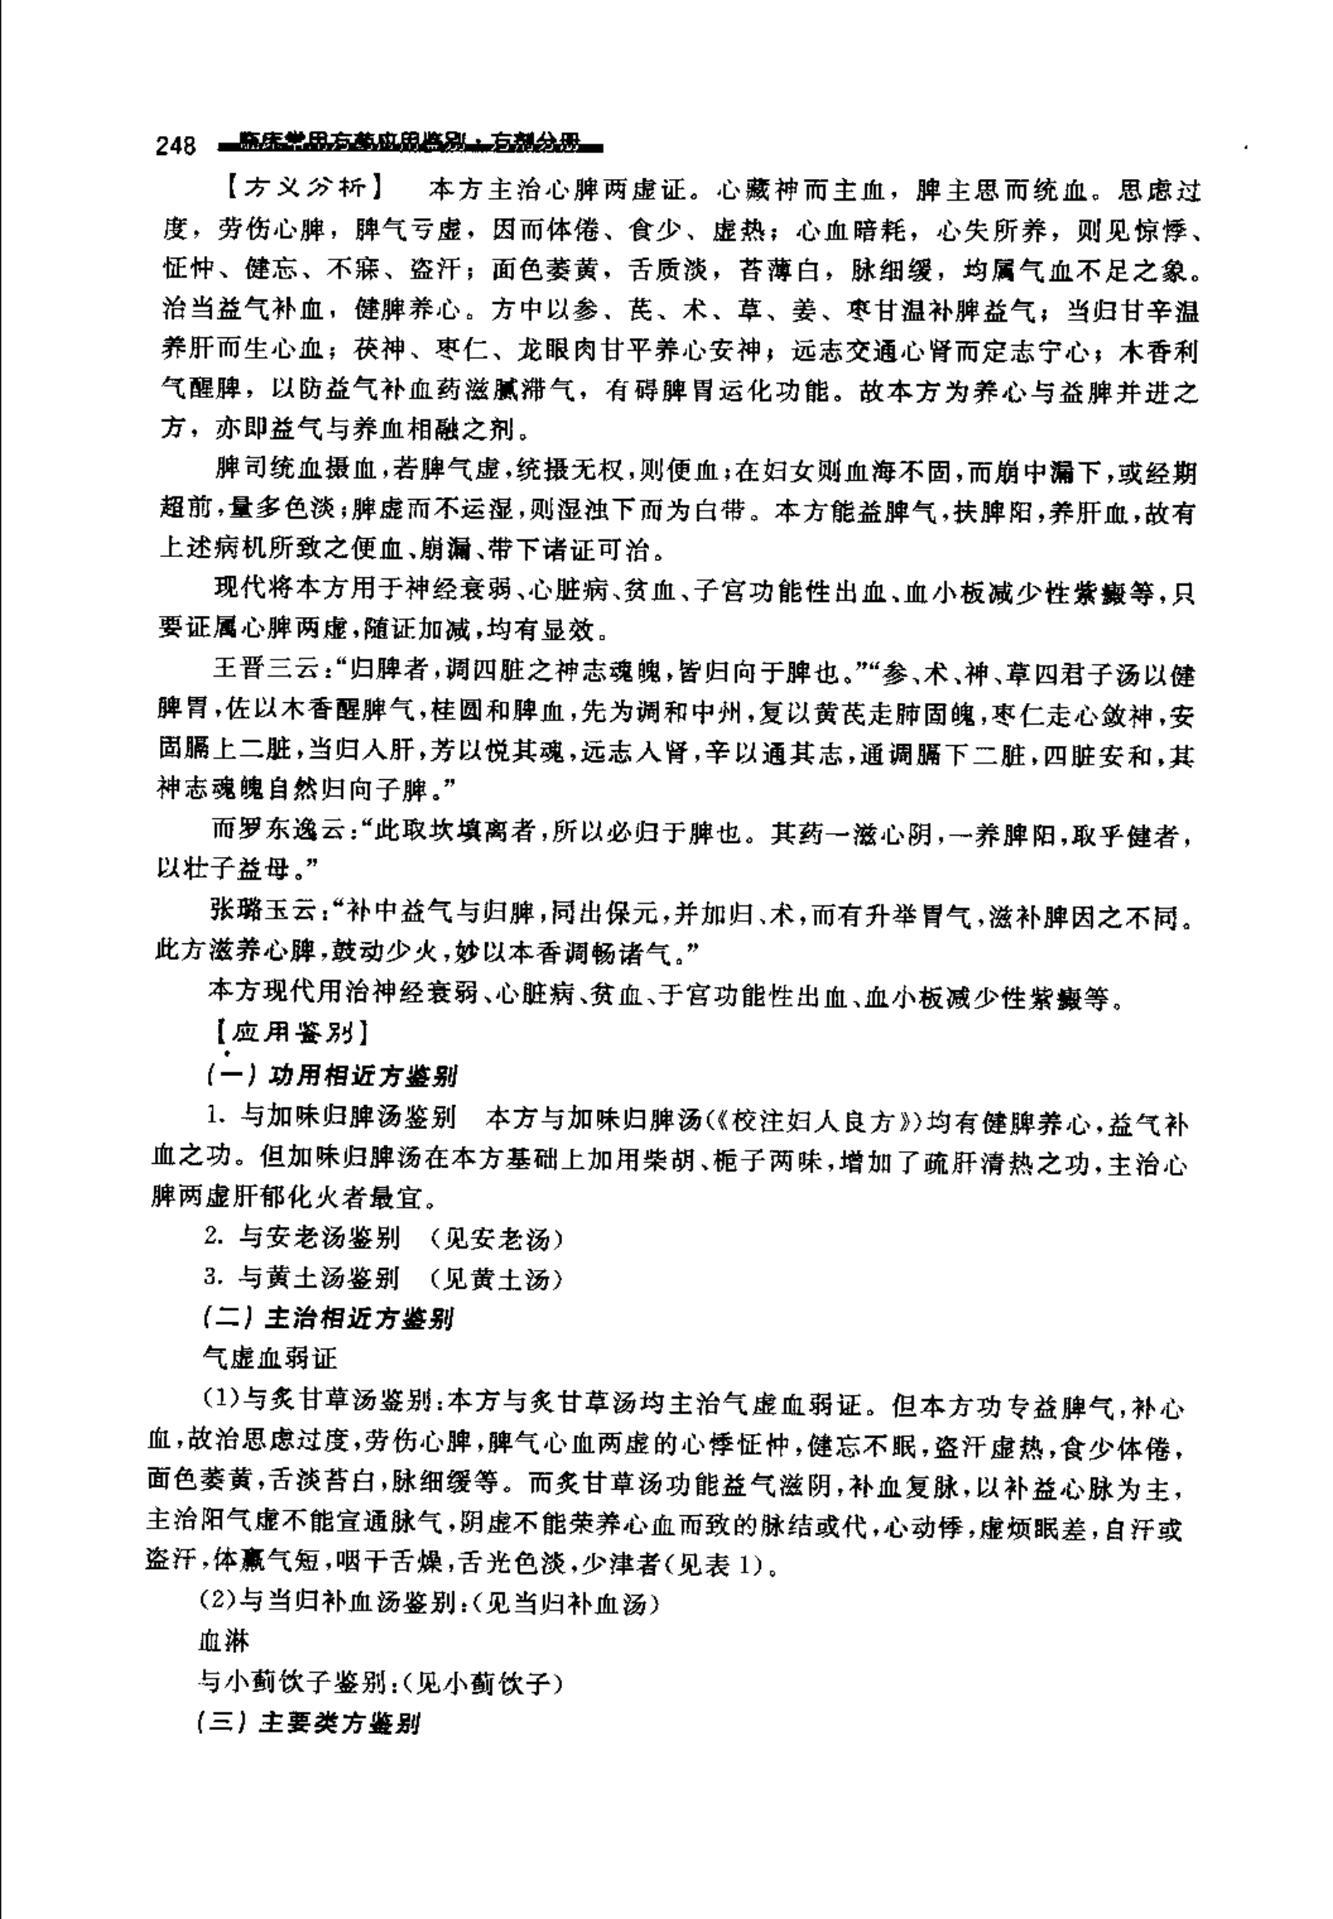 248 临床常用方药应用鉴别·方剂分册
【方义分析】 本方主治心脾两虚证。心藏神而主血，脾主思而统血。思虑过
度，劳伤心脾，脾气亏虚，因而体倦、食少、虚热；心血暗耗，心失所养，则见惊悸、
怔忡、健忘、不寐、盗汗；面色萎黄，舌质淡，苔薄白，脉细缓，均属气血不足之象。
治当益气补血，健脾养心。方中以参、芪、术、草、姜、枣甘温补脾益气；当归甘辛温
养肝而生心血；茯神、枣仁、龙眼肉甘平养心安神；远志交通心肾而定志宁心；木香利
气醒脾，以防益气补血药滋腻滞气，有碍脾胃运化功能。故本方为养心与益脾并进之
方，亦即益气与养血相融之剂。
脾司统血摄血，若脾气虚，统摄无权，则便血；在妇女则血海不固，而崩中漏下，或经期
超前，量多色淡；脾虚而不运湿，则湿浊下而为白带。本方能益脾气，扶脾阳，养肝血，故有
上述病机所致之便血、崩漏、带下诸证可治。
现代将本方用于神经衰弱、心脏病、贫血、子宫功能性出血、血小板减少性紫癜等，只
要证属心脾两虚，随证加减，均有显效。
王晋三云：“归脾者，调四脏之神志魂魄，皆归向于脾也。”“参、术、神、草四君子汤以健
脾胃，佐以木香醒脾气，桂圆和脾血，先为调和中州，复以黄芪走肺固魄，枣仁走心敛神，安
固膈上二脏，当归入肝，芳以悦其魂，远志入肾，辛以通其志，通调膈下二脏，四脏安和，其
神志魂魄自然归向子脾。”
而罗东逸云：“此取坎填离者，所以必归于脾也。其药一滋心阴，一养脾阳，取乎健者，
以壮子益母。”
张璐玉云：“补中益气与归脾，同出保元，并加归、术，而有升举胃气，滋补脾因之不同。
此方滋养心脾，鼓动少火，妙以本香调畅诸气。”
本方现代用治神经衰弱、心脏病、贫血、子宫功能性出血、血小板减少性紫癜等。
【应用鉴别】
(一) 功用相近方鉴别
1. 与加味归脾汤鉴别 本方与加味归脾汤(《校注妇人良方》)均有健脾养心，益气补
血之功。但加味归脾汤在本方基础上加用柴胡、栀子两味，增加了疏肝清热之功，主治心
脾两虚肝郁化火者最宜。
2. 与安老汤鉴别 （见安老汤）
3. 与黄土汤鉴别 （见黄土汤）
(二) 主治相近方鉴别
气虚血弱证
(1)与炙甘草汤鉴别：本方与炙甘草汤均主治气虚血弱证。但本方功专益脾气，补心
血，故治思虑过度，劳伤心脾，脾气心血两虚的心悸怔忡，健忘不眠，盗汗虚热，食少体倦，
面色萎黄，舌淡苔白，脉细缓等。而炙甘草汤功能益气滋阴，补血复脉，以补益心脉为主，
主治阳气虚不能宣通脉气，阴虚不能荣养心血而致的脉结或代，心动悸，虚烦眠差，自汗或
盗汗，体羸气短，咽干舌燥，舌光色淡，少津者(见表 1)。
(2)与当归补血汤鉴别：(见当归补血汤)
血淋
与小蓟饮子鉴别：(见小蓟饮子)
(三) 主要类方鉴别